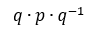 q · p · q⁻¹